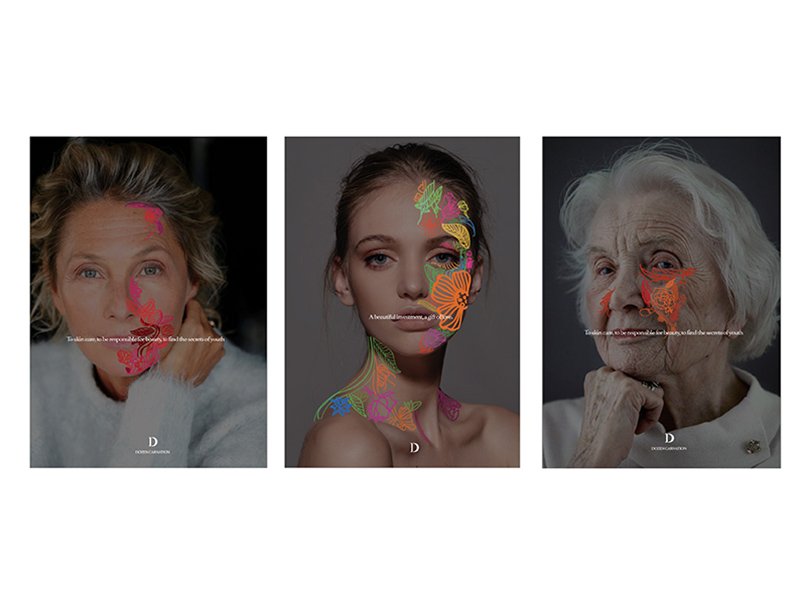 To skin care, to be responsible for beauty, to find the secrets of youth
D
DOZEN CARNATION
A beautiful investment, a gift of love
D
To skin care, to be responsible for beauty, to find the secrets of youth
D
DOZEN CARNATION